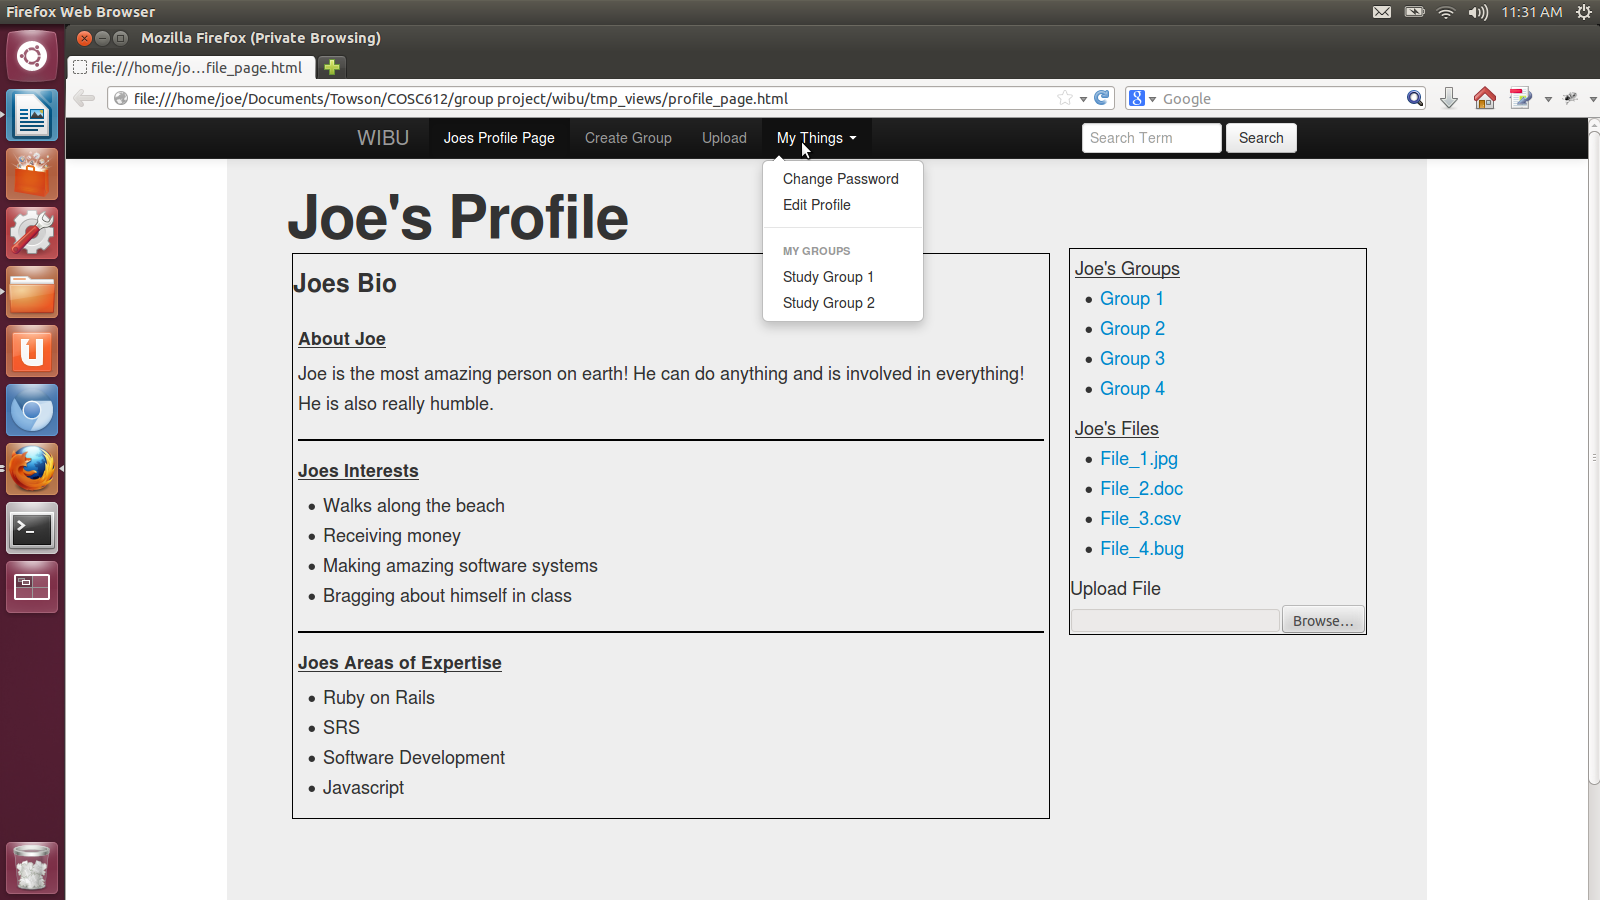 Firefox Web Browser
11:31 AM
Mozilla Firefox (Private Browsing)
file:///home/jo...file_page.html
file:///home/joe/Documents/Towson/COSC612/group project/wibu/tmp_views/profile_page.html
Google
WIBU Joes Profile Page Create Group Upload My Things Search Term Search
Change Password
Edit Profile
MY GROUPS
Study Group 1
Study Group 2
Joe's Profile
Joes Bio
About Joe
Joe is the most amazing person on earth! He can do anything and is involved in everything!
He is also really humble.
Joes Interests
Walks along the beach
Receiving money
Making amazing software systems
Bragging about himself in class
Joes Areas of Expertise
Ruby on Rails
SRS
Software Development
Javascript
Joe's Groups
Group 1
Group 2
Group 3
Group 4
Joe's Files
File_1.jpg
File_2.doc
File_3.csv
File_4.bug
Upload File
Browse...